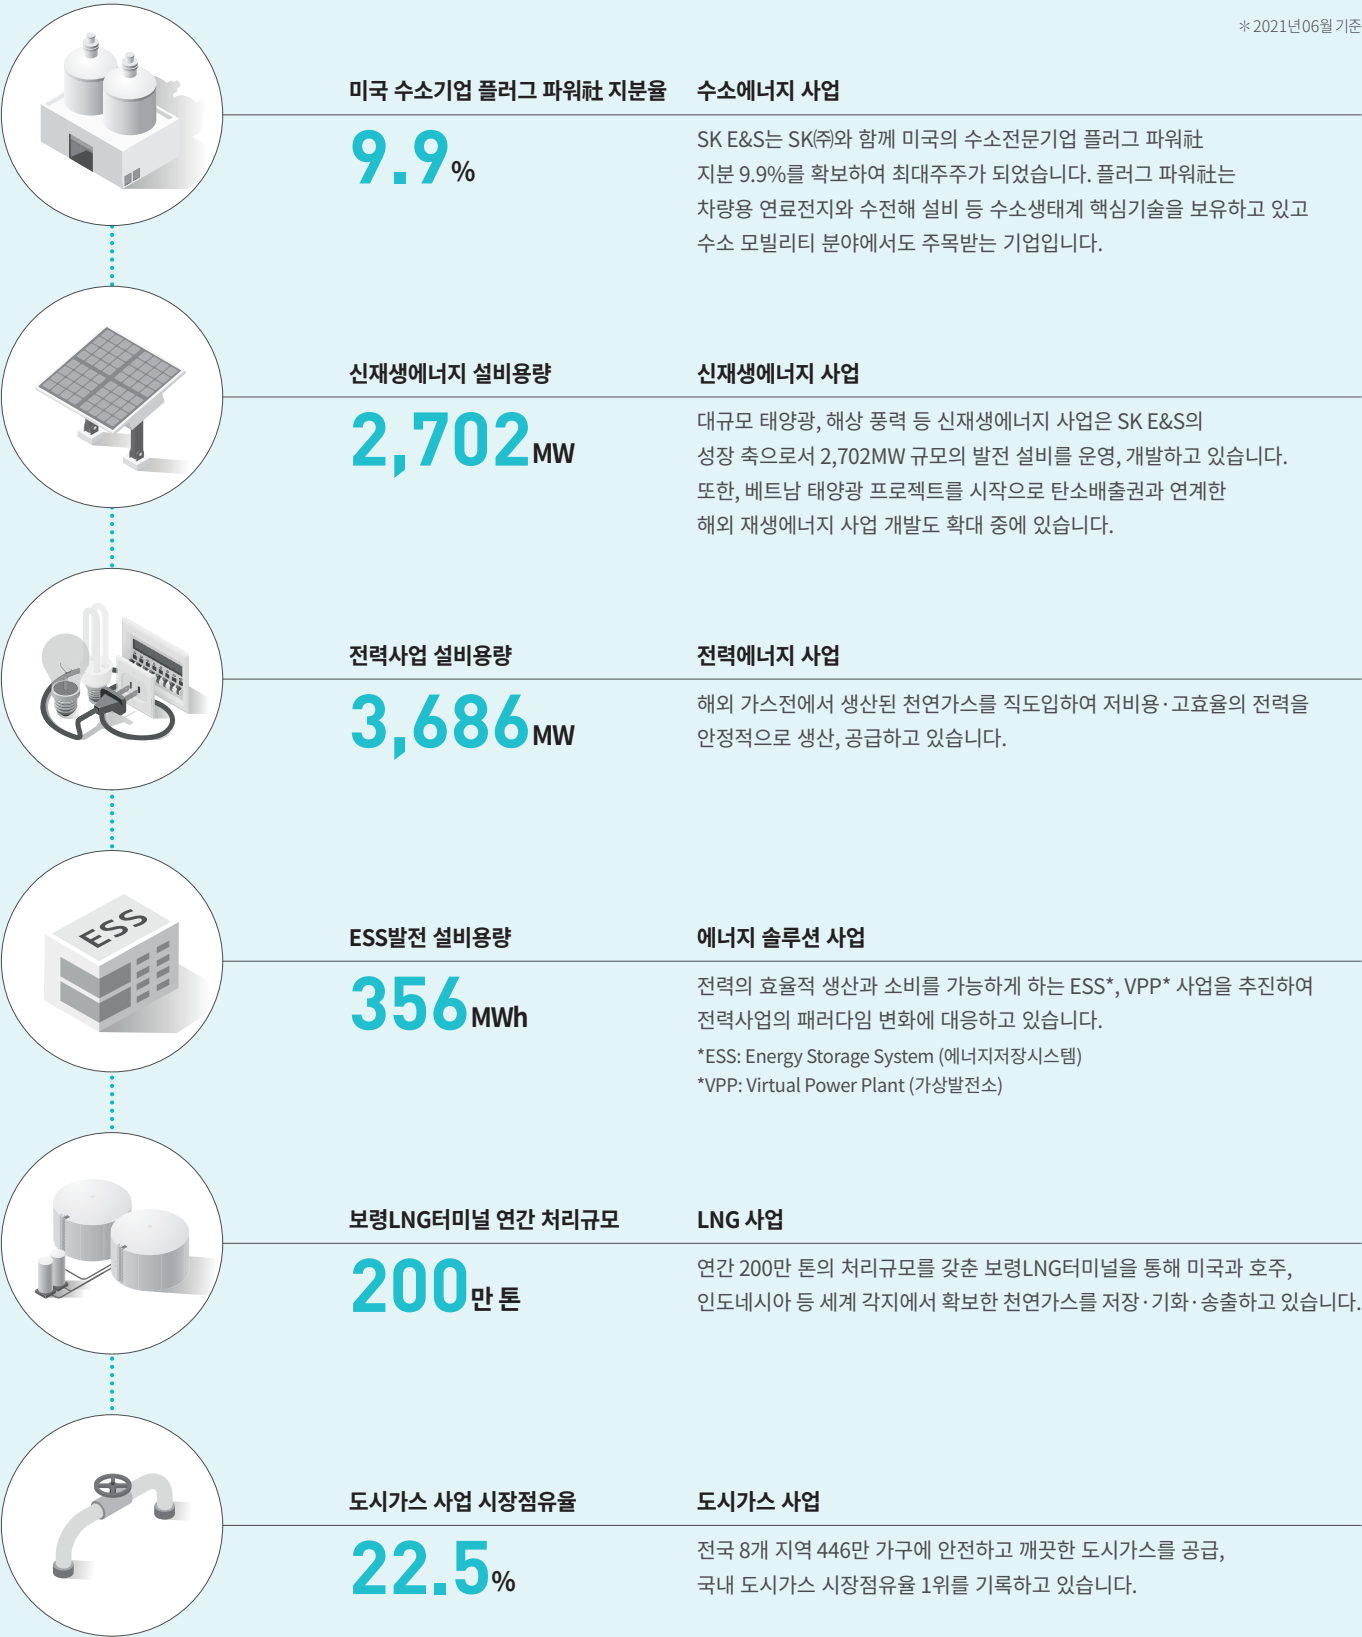 ＊2021년 06월 기준
미국 수소기업 플러그 파워社 지분율
9.9%
수소에너지 사업
SK E&S는 SK㈜와 함께 미국의 수소전문기업 플러그 파워社
지분 9.9%를 확보하여 최대주주가 되었습니다. 플러그 파워社는
차량용 연료전지와 수전해 설비 등 수소생태계 핵심기술을 보유하고 있고
수소 모빌리티 분야에서도 주목받는 기업입니다.
신재생에너지 설비용량
2,702MW
신재생에너지 사업
대규모 태양광, 해상 풍력 등 신재생에너지 사업은 SK E&S의
성장 축으로서 2,702MW 규모의 발전 설비를 운영, 개발하고 있습니다.
또한, 베트남 태양광 프로젝트를 시작으로 탄소배출권과 연계한
해외 재생에너지 사업 개발도 확대 중에 있습니다.
전력사업 설비용량
3,686MW
전력에너지 사업
해외 가스전에서 생산된 천연가스를 직도입하여 저비용·고효율의 전력을
안정적으로 생산, 공급하고 있습니다.
ESS
ESS발전 설비용량
356MWh
에너지 솔루션 사업
전력의 효율적 생산과 소비를 가능하게 하는 ESS*, VPP* 사업을 추진하여
전력사업의 패러다임 변화에 대응하고 있습니다.
*ESS: Energy Storage System (에너지저장시스템)
*VPP: Virtual Power Plant (가상발전소)
보령LNG터미널 연간 처리규모
200만 톤
LNG 사업
연간 200만 톤의 처리규모를 갖춘 보령LNG터미널을 통해 미국과 호주,
인도네시아 등 세계 각지에서 확보한 천연가스를 저장·기화·송출하고 있습니다.
도시가스 사업 시장점유율
22.5%
도시가스 사업
전국 8개 지역 446만 가구에 안전하고 깨끗한 도시가스를 공급,
국내 도시가스 시장점유율 1위를 기록하고 있습니다.